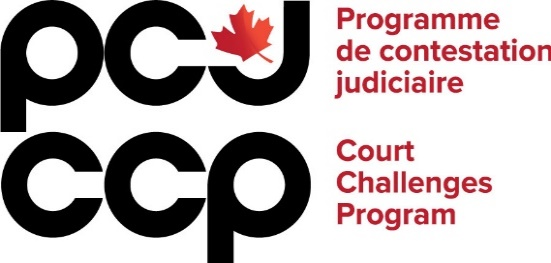 pcj
Programme
de contestation
judiciaire
ccp
Court
Challenges
Program